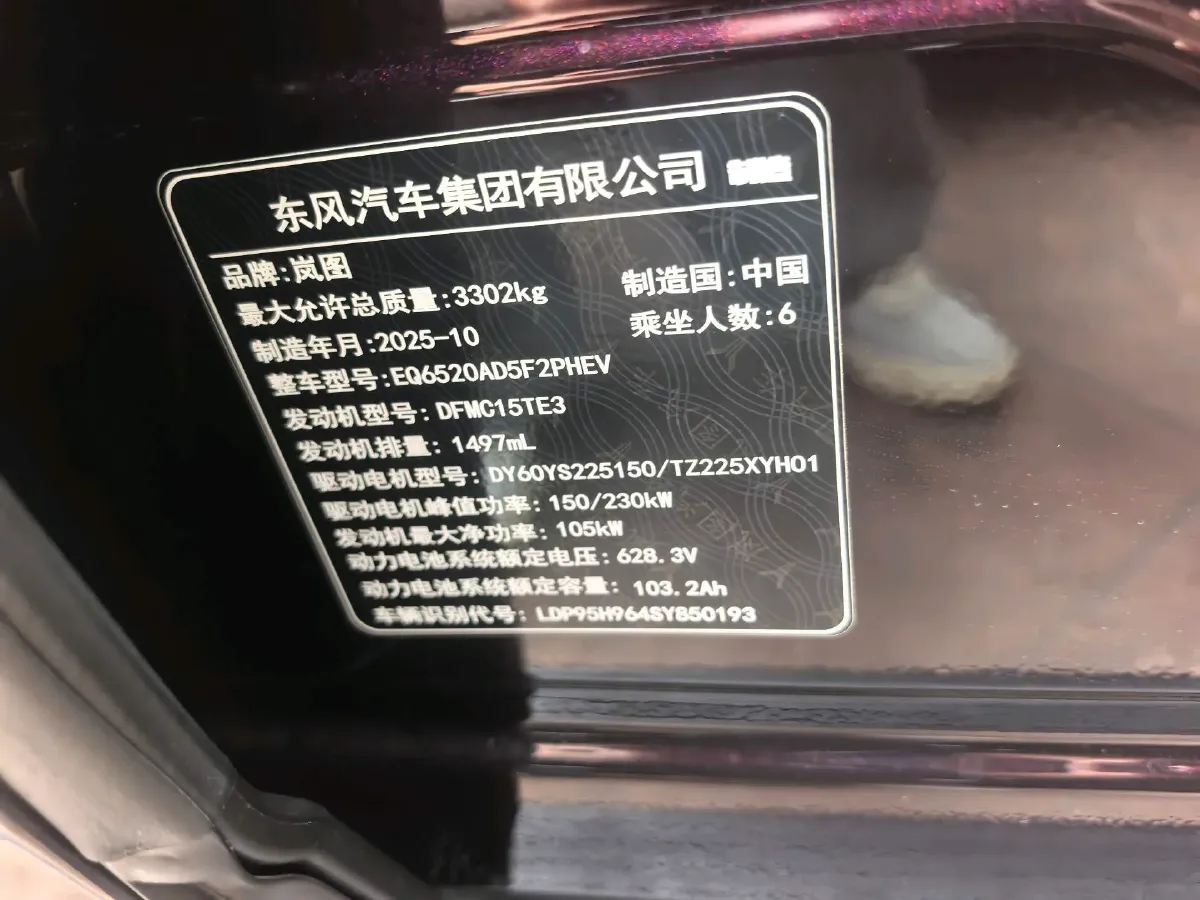 东风汽车集团有限公司 制造
品牌:岚图
最大允许总质量:3302kg 制造国:中国
制造年月:2025-10 乘坐人数:6
整车型号:EQ6520AD5F2PHEV
发动机型号:DFMC15TE3
发动机排量:1497mL
驱动电机型号:DY60YS225150/TZ225XYH01
驱动电机峰值功率:150/230kW
发动机最大净功率:105kW
动力电池系统额定电压:628.3V
动力电池系统额定容量:103.2Ah
车辆识别代号:LDP95H964SY850193